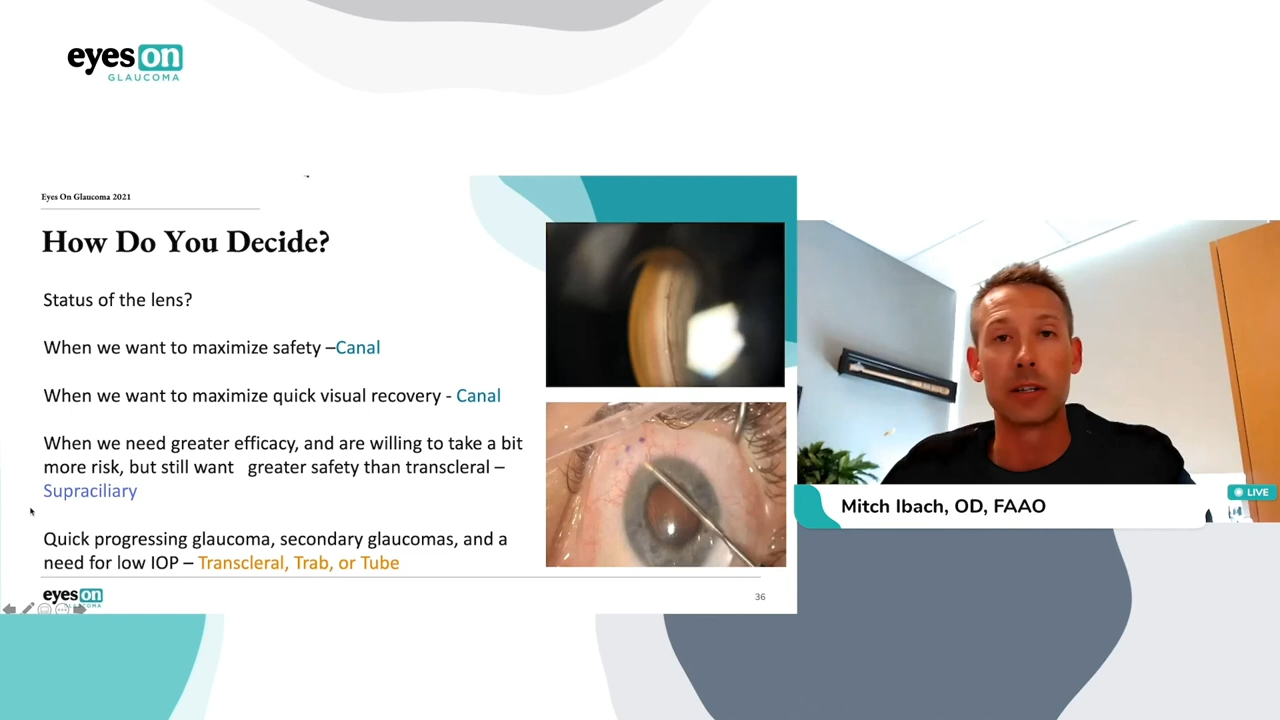 eyes on
GLAUCOMA
Eyes On Glaucoma 2021
How Do You Decide?
Status of the lens?
When we want to maximize safety –Canal
When we want to maximize quick visual recovery - Canal
When we need greater efficacy, and are willing to take a bit
more risk, but still want greater safety than transcleral –
Supraciliary
Quick progressing glaucoma, secondary glaucomas, and a
need for low IOP – Transcleral, Trab, or Tube
eyes on
GLAUCOMA
36
Mitch Ibach, OD, FAAO
LIVE